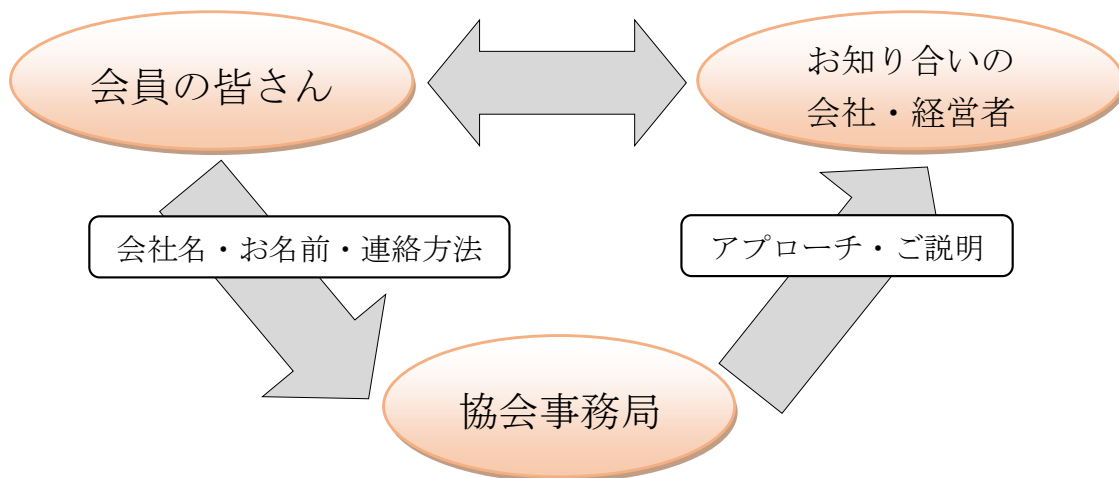 会員の皆さん
お知り合いの
会社・経営者
会社名・お名前・連絡方法
アプローチ・ご説明
協会事務局